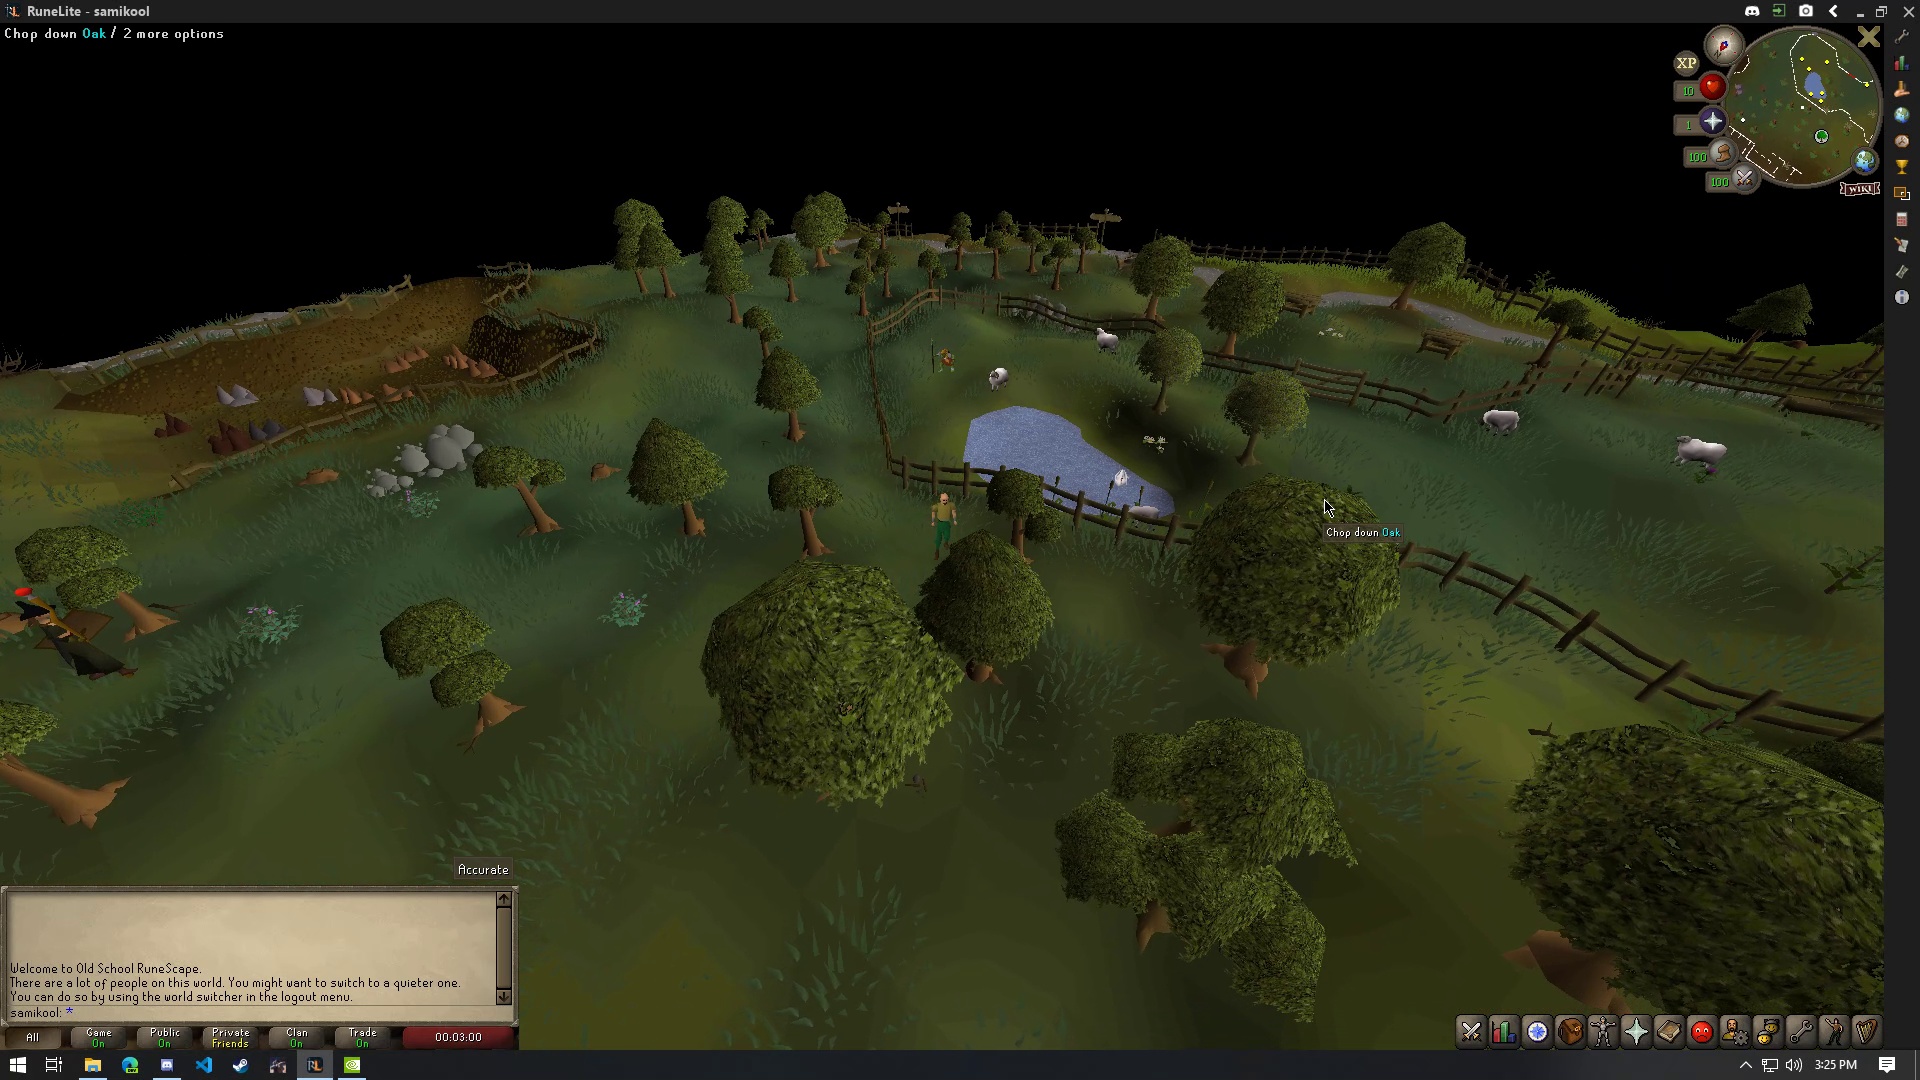 RuneLite - samikool
Chop down Oak / 2 more options
XP
10
1
100
100
WIKI
Chop down Oak
Accurate
Welcome to Old School RuneScape.
There are a lot of people on this world. You might want to switch to a quieter one.
You can do so by using the world switcher in the logout menu.
samikool: *
All
Game
On
Public
On
Private
Friends
Clan
On
Trade
On
00:03:00
3:25 PM